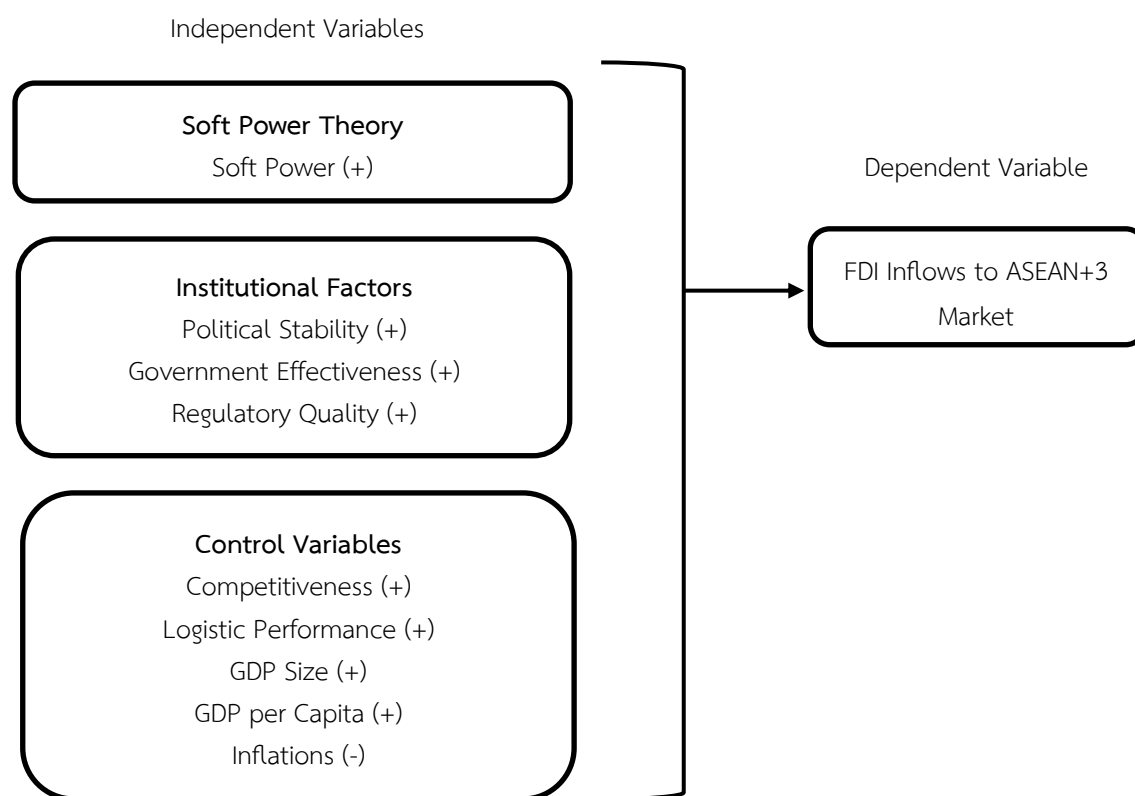 Independent Variables
Soft Power Theory
Soft Power (+)
Institutional Factors
Political Stability (+)
Government Effectiveness (+)
Regulatory Quality (+)
Control Variables
Competitiveness (+)
Logistic Performance (+)
GDP Size (+)
GDP per Capita (+)
Inflations (-)
Dependent Variable
FDI Inflows to ASEAN+3
Market